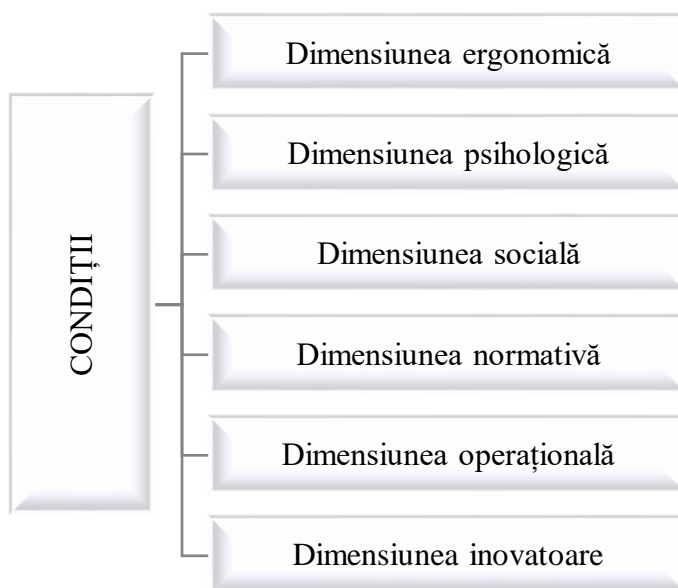 CONDIȚII
Dimensiunea ergonomică
Dimensiunea psihologică
Dimensiunea socială
Dimensiunea normativă
Dimensiunea operațională
Dimensiunea inovatoare